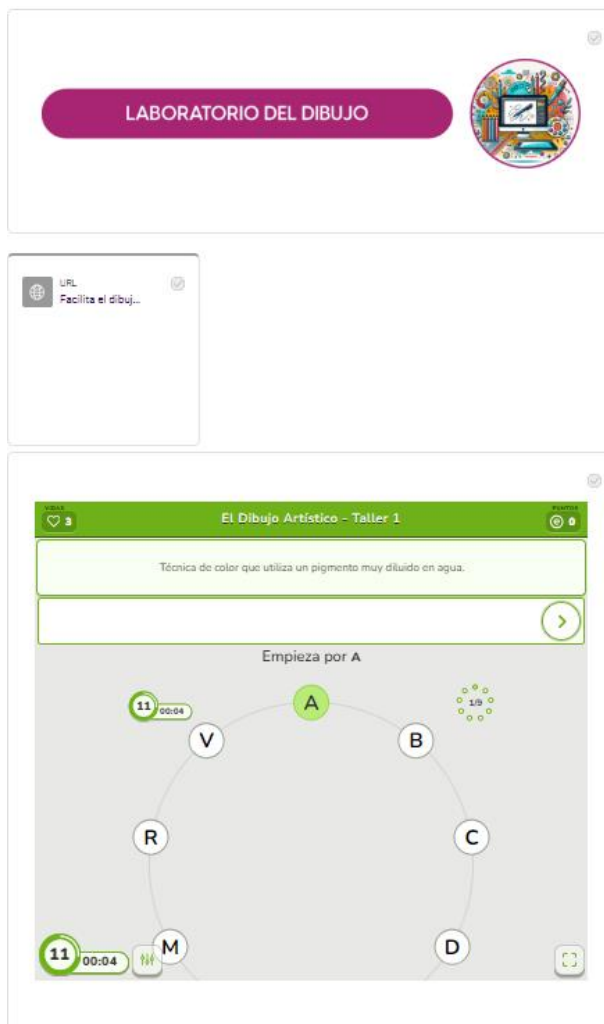 LABORATORIO DEL DIBUJO
URL
Facilita el dibuj...
VIDAS
3
El Dibujo Artístico - Taller 1
PUNTOS
0
Técnica de color que utiliza un pigmento muy diluido en agua.
Empieza por A
11
00:04
A
1/9
V
B
R
C
11
00:04
M
D